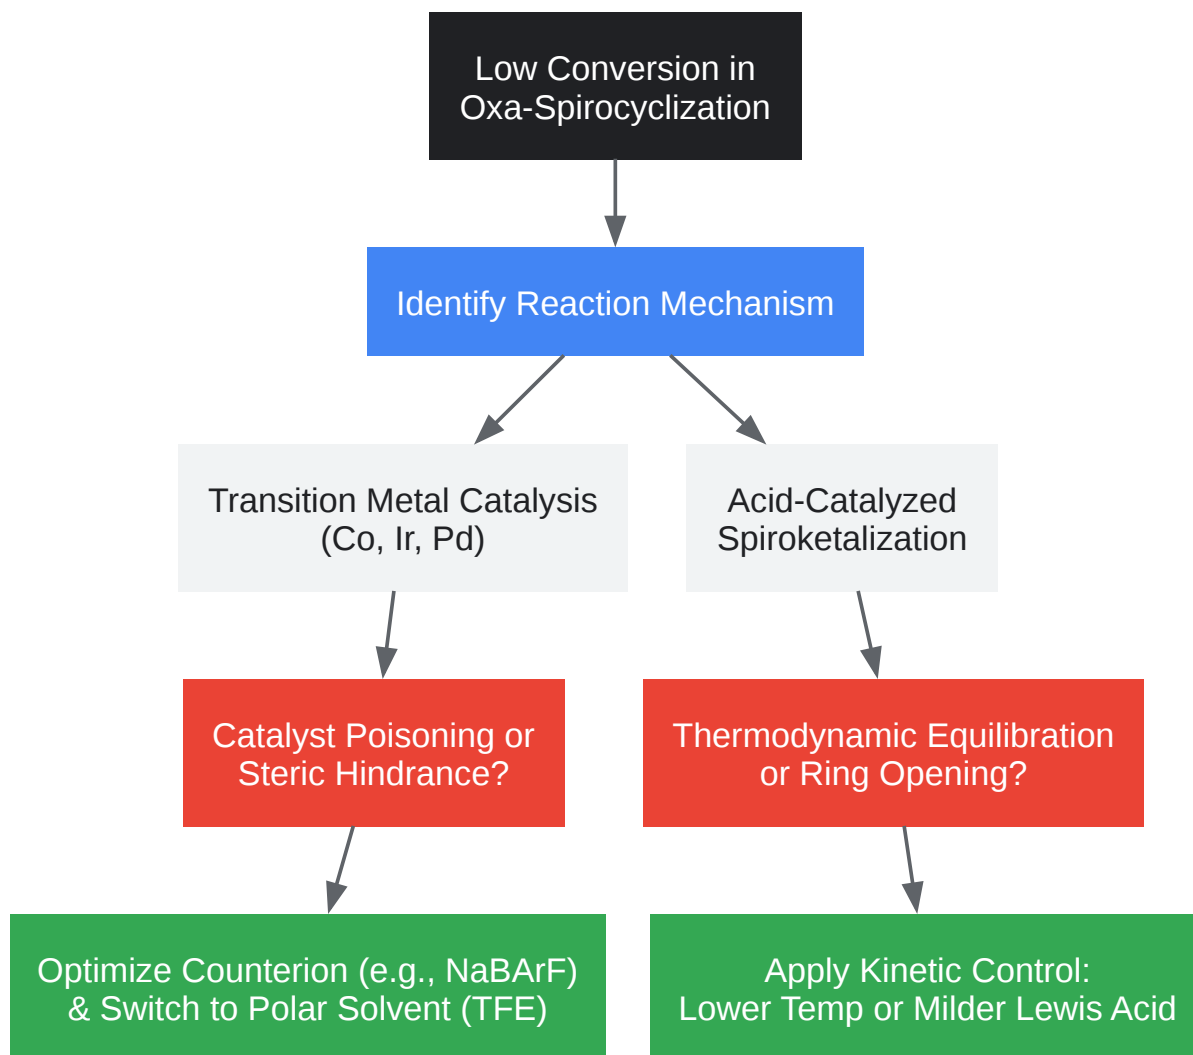 Low Conversion in
Oxa-Spirocyclization
Identify Reaction Mechanism
Transition Metal Catalysis
(Co, Ir, Pd)
Acid-Catalyzed
Spiroketalization
Catalyst Poisoning or
Steric Hindrance?
Thermodynamic Equilibration
or Ring Opening?
Optimize Counterion (e.g., NaBArF)
& Switch to Polar Solvent (TFE)
Apply Kinetic Control:
Lower Temp or Milder Lewis Acid